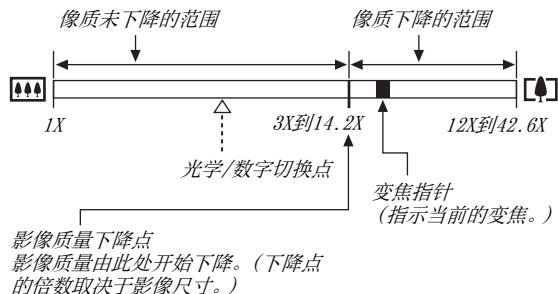 像质未下降的范围
像质下降的范围
1X
3X到14.2X
12X到42.6X
光学/数字切换点
变焦指针
(指示当前的变焦。)
影像质量下降点
影像质量由此处开始下降。(下降点
的倍数取决于影像尺寸。)